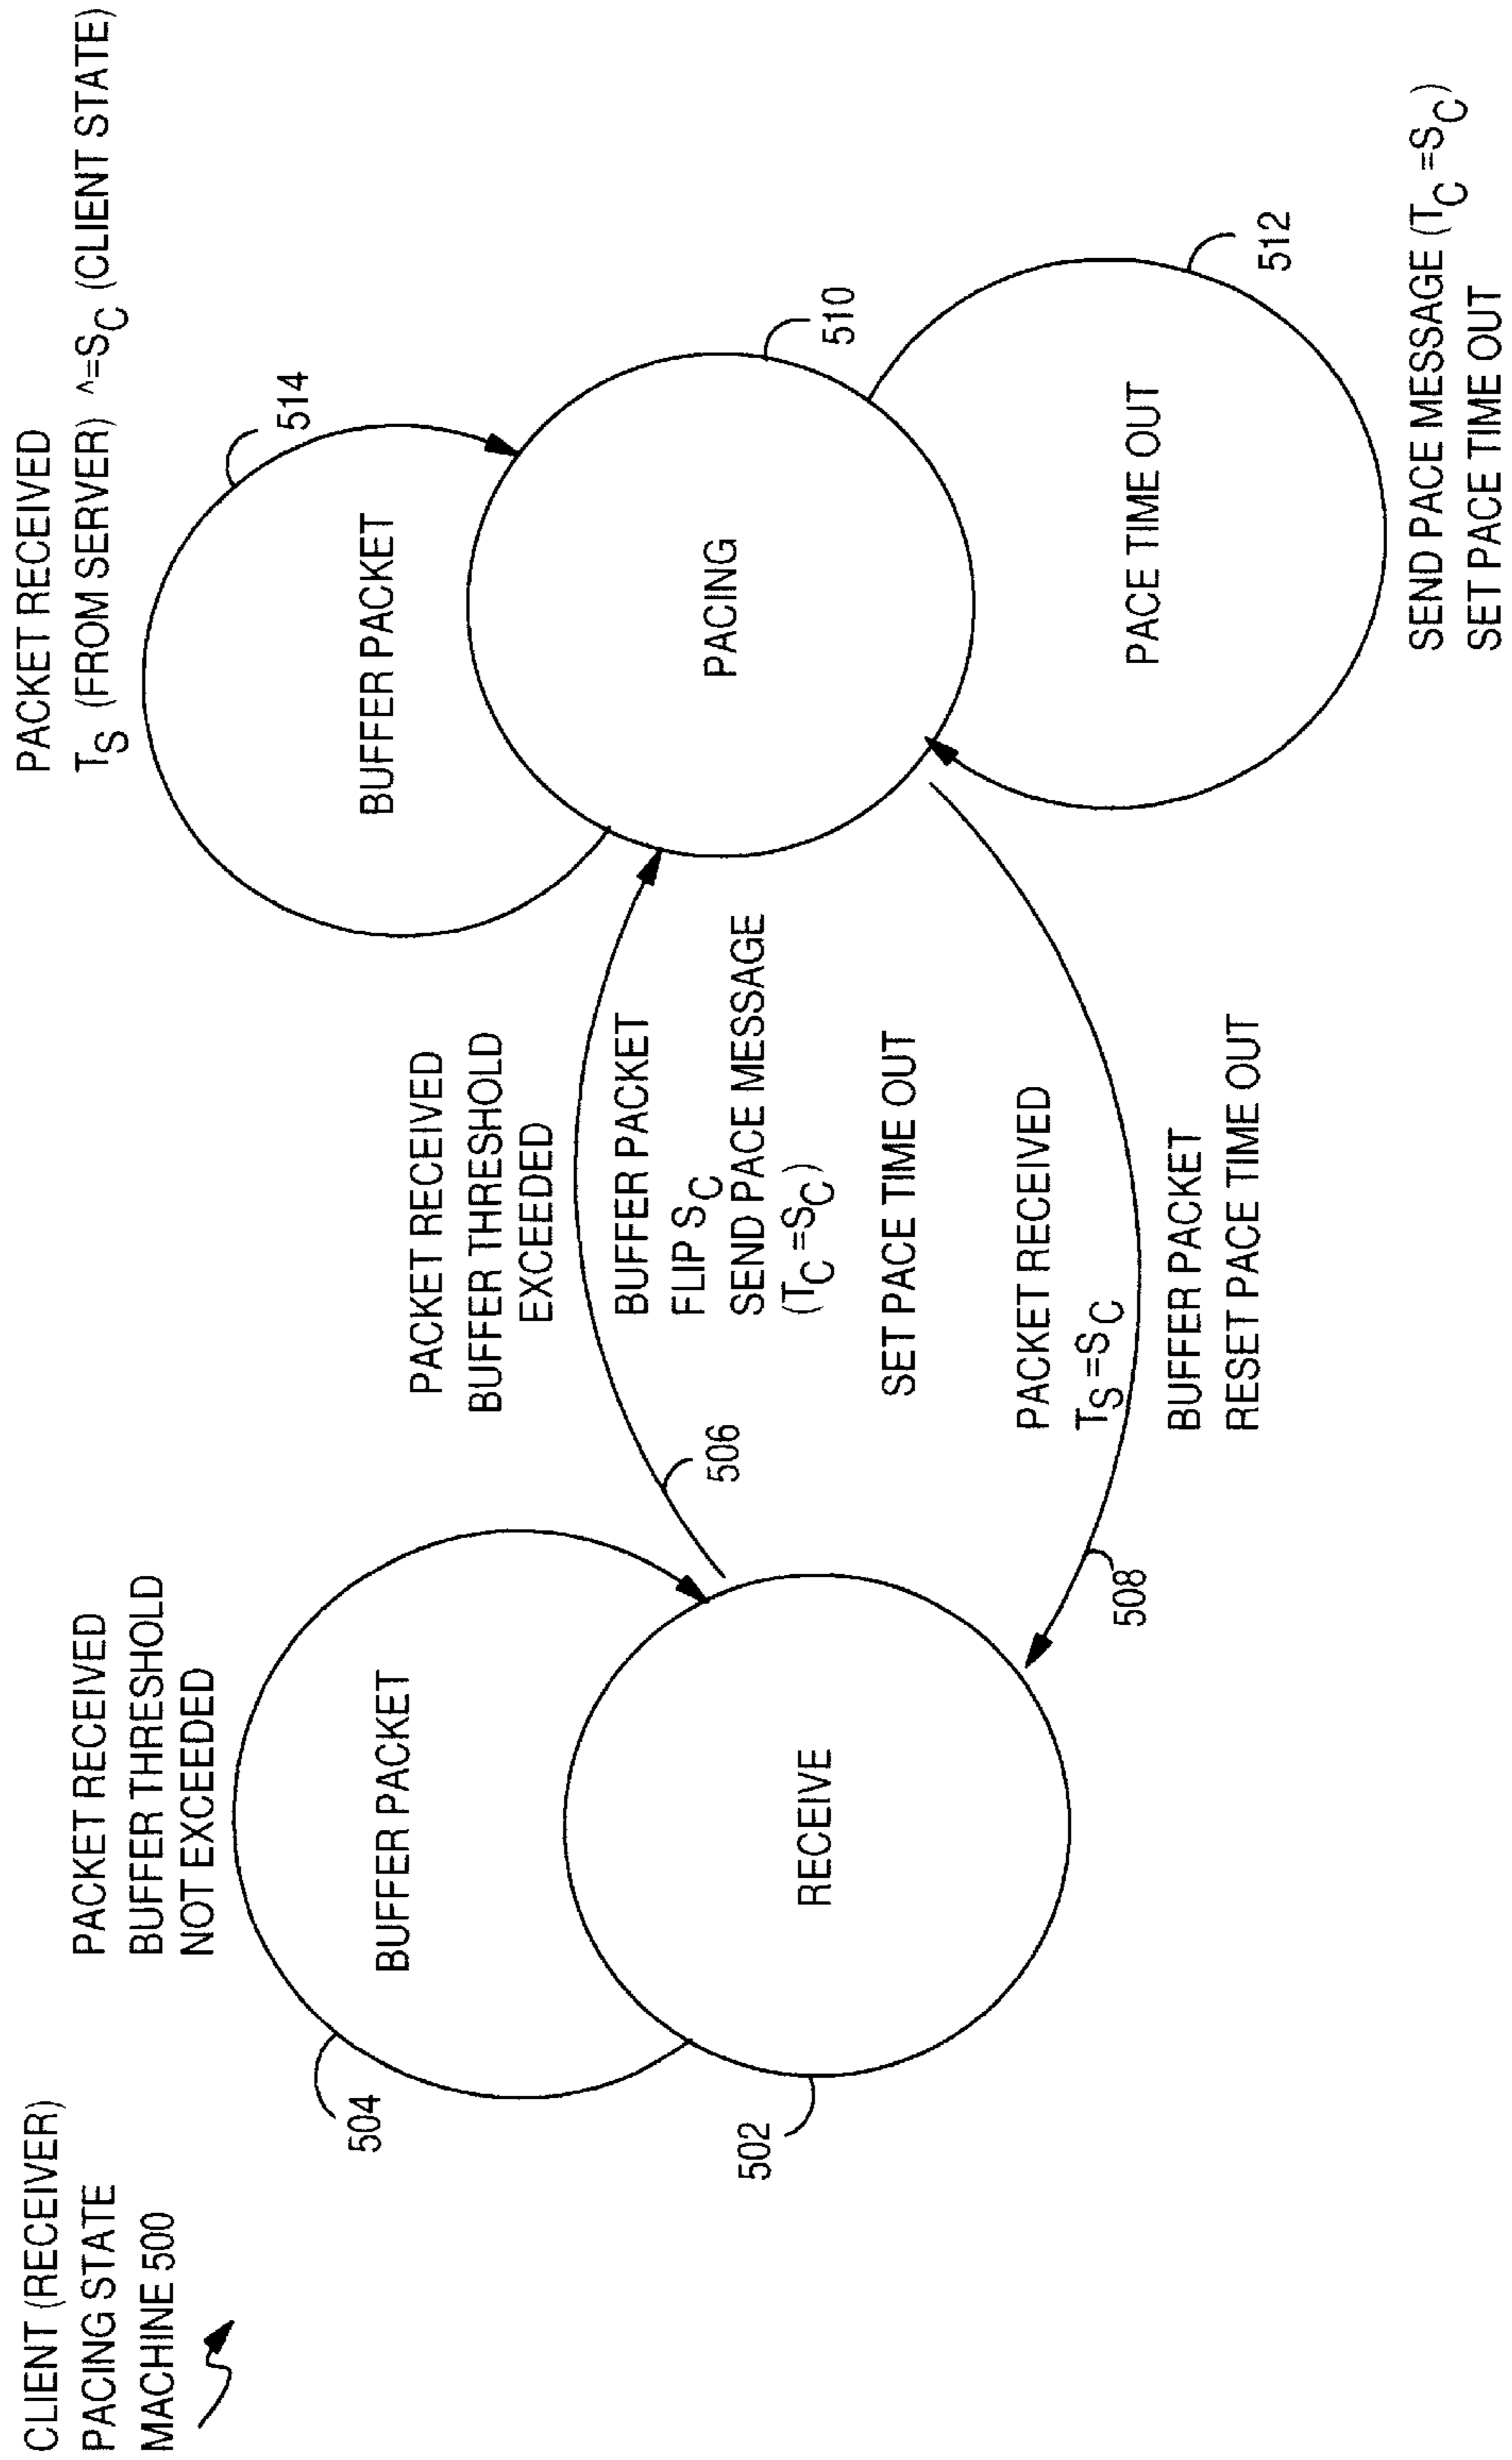 CLIENT (RECEIVER)
PACING STATE
MACHINE 500
PACKET RECEIVED
BUFFER THRESHOLD
NOT EXCEEDED
504
BUFFER PACKET
502
RECEIVE
PACKET RECEIVED
BUFFER THRESHOLD
EXCEEDED
506
BUFFER PACKET
FLIP SC
SEND PACE MESSAGE
(TC =SC)
SET PACE TIME OUT
PACKET RECEIVED
TS =SC
508
BUFFER PACKET
RESET PACE TIME OUT
PACKET RECEIVED
TS (FROM SERVER) ^=SC (CLIENT STATE)
514
BUFFER PACKET
PACING
510
PACE TIME OUT
512
SEND PACE MESSAGE (TC =SC)
SET PACE TIME OUT